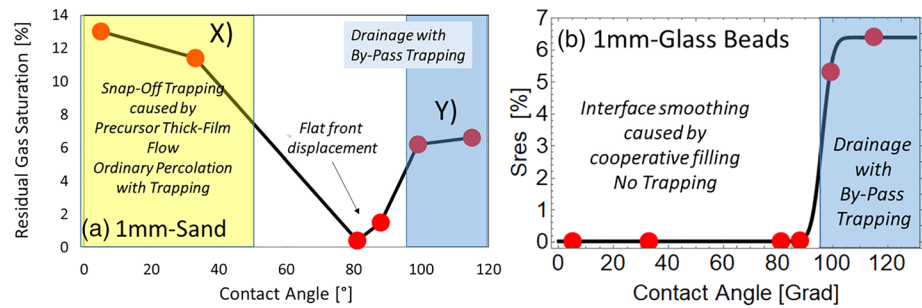 14
12
10
8
6
4
2
0
Residual Gas Saturation [%]
X)
Drainage with
By-Pass Trapping
Snap-Off Trapping
caused by
Precursor Thick-Film
Flow
Ordinary Percolation
with Trapping
Flat front
displacement
Y)
(a) 1mm-Sand
0 20 40 60 80 100 120
Contact Angle [°]
7
6
5
4
3
2
1
0
Sres [%]
(b) 1mm-Glass Beads
Interface smoothing
caused by
cooperative filling
No Trapping
Drainage
with
By-Pass
Trapping
0 20 40 60 80 100 120
Contact Angle [Grad]